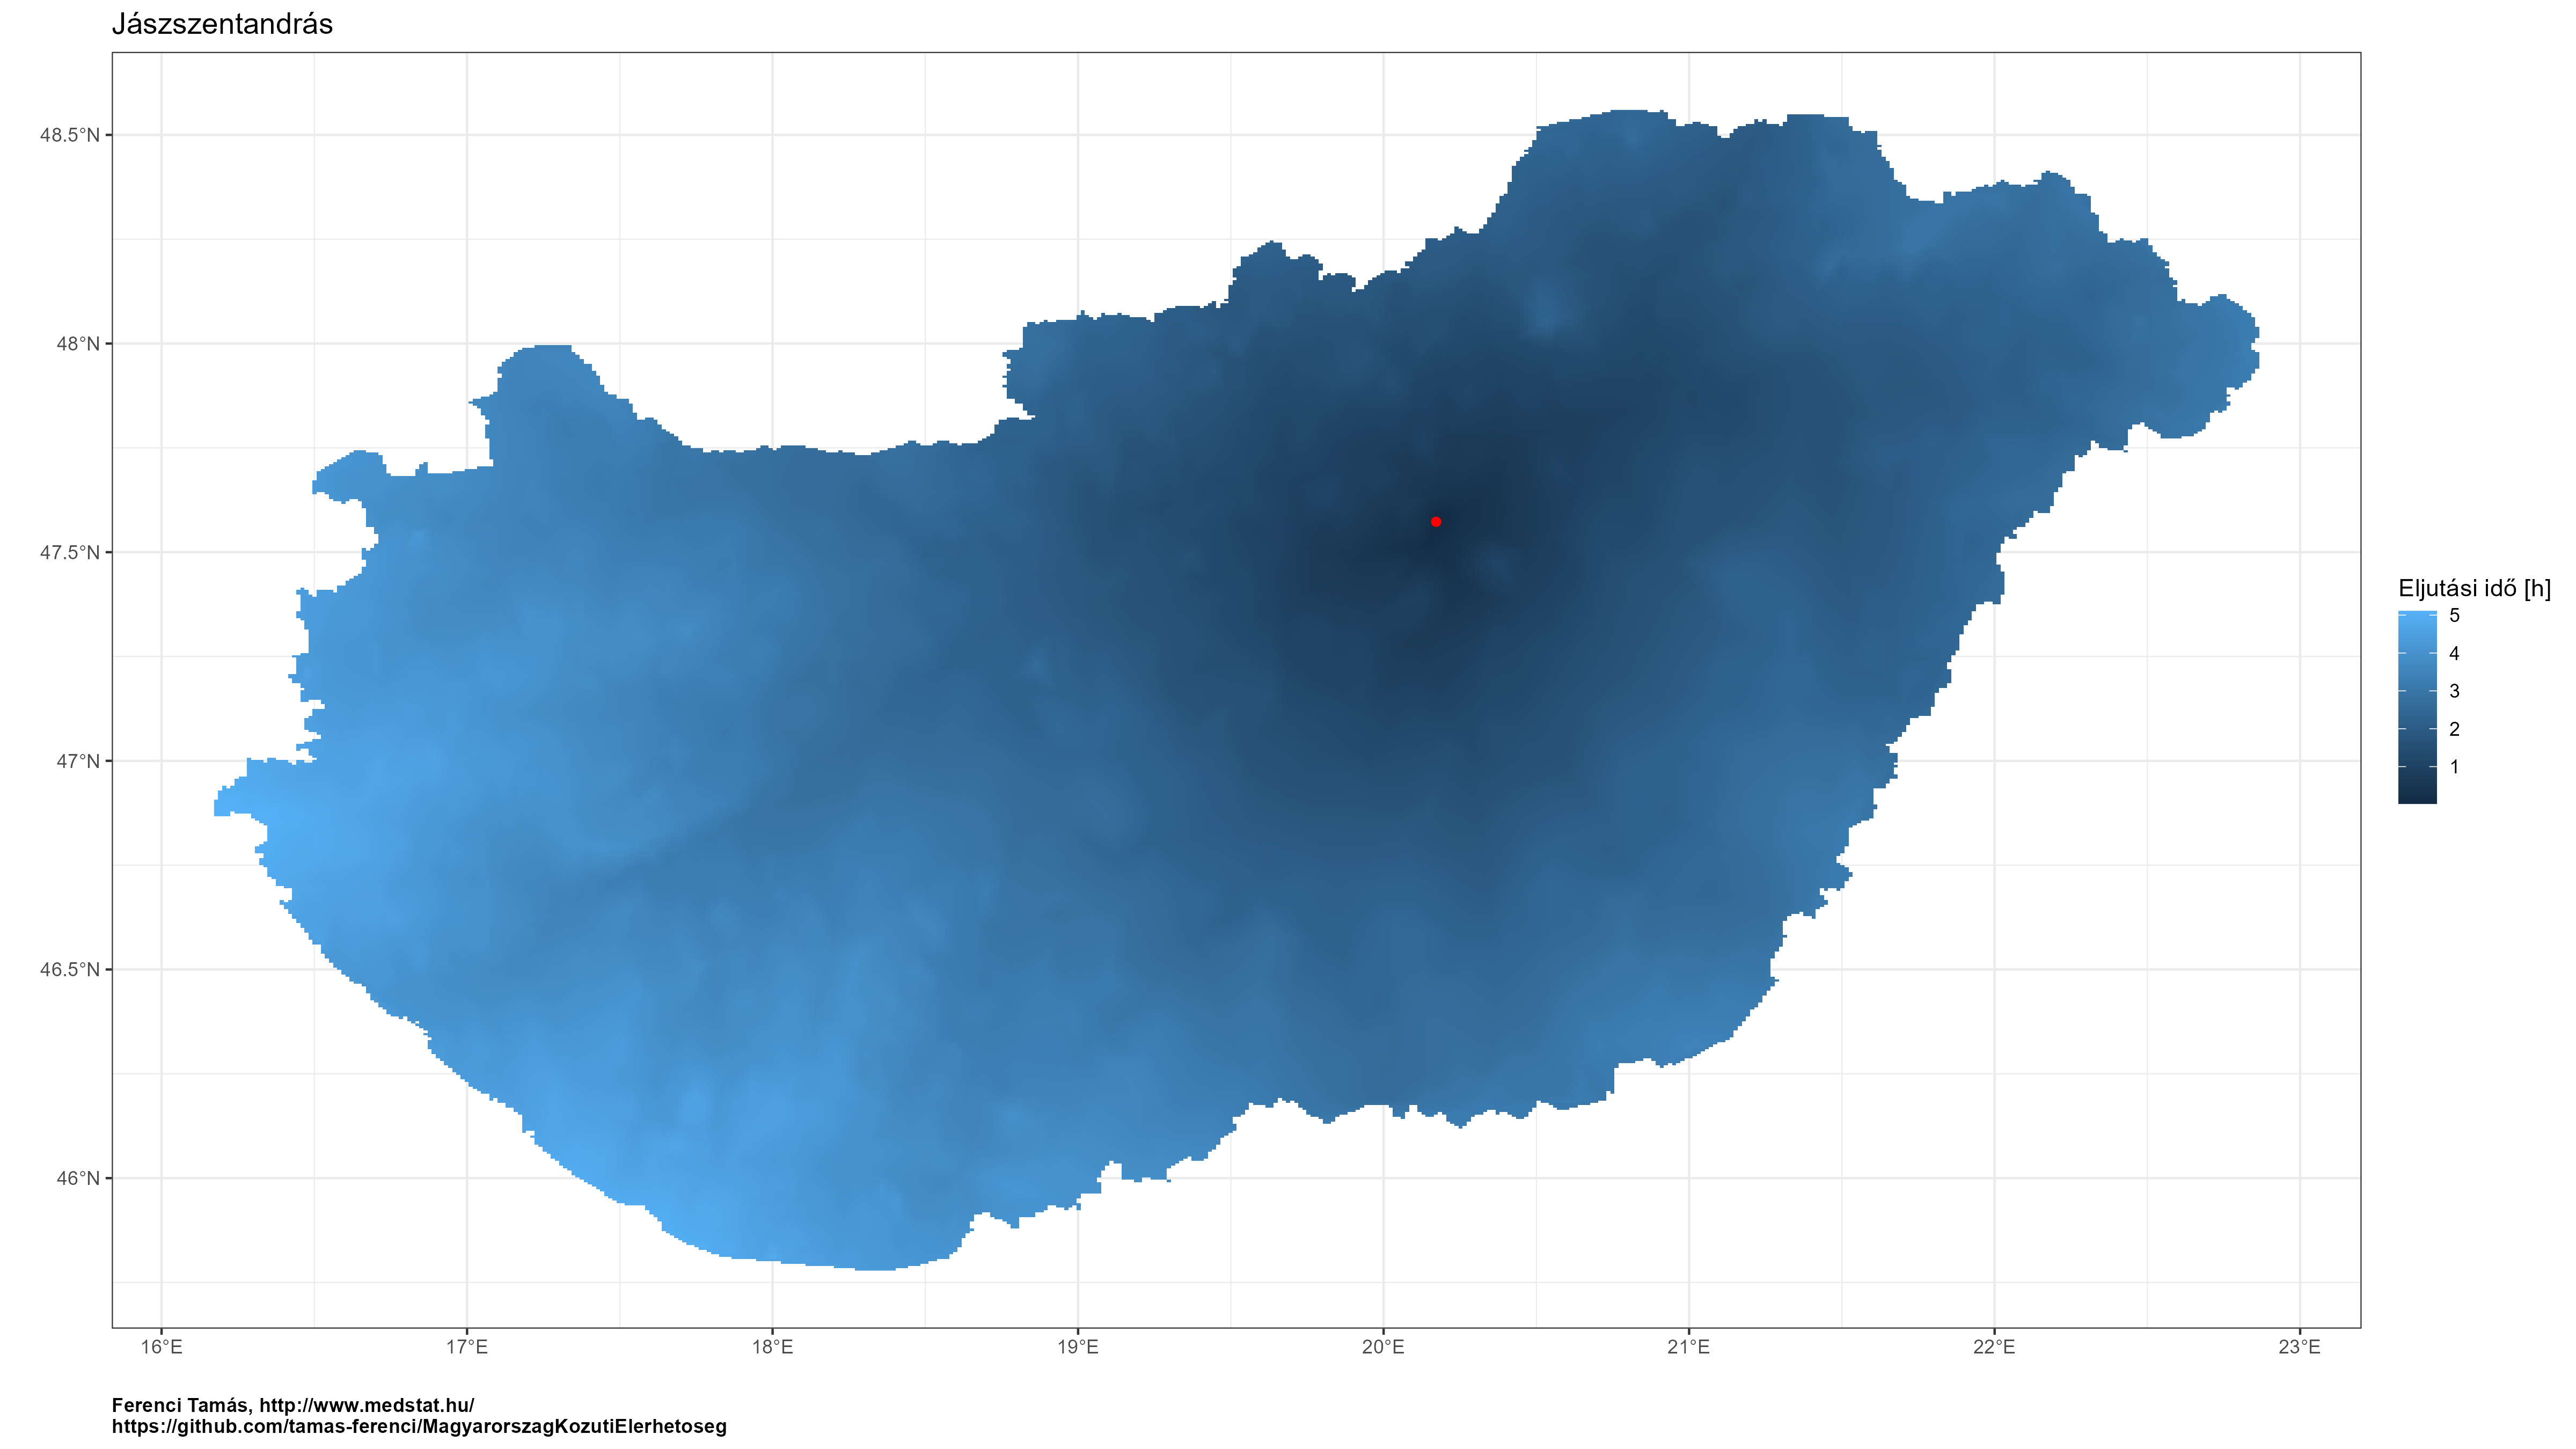 Jászszentandrás
48.5°N
48°N
47.5°N
47°N
46.5°N
46°N
16°E 17°E 18°E 19°E 20°E 21°E 22°E 23°E
Eljutási idő [h]
5
4
3
2
1
Ferenci Tamás, http://www.medstat.hu/
https://github.com/tamas-ferenci/MagyarorszagKozutiElerhetoseg